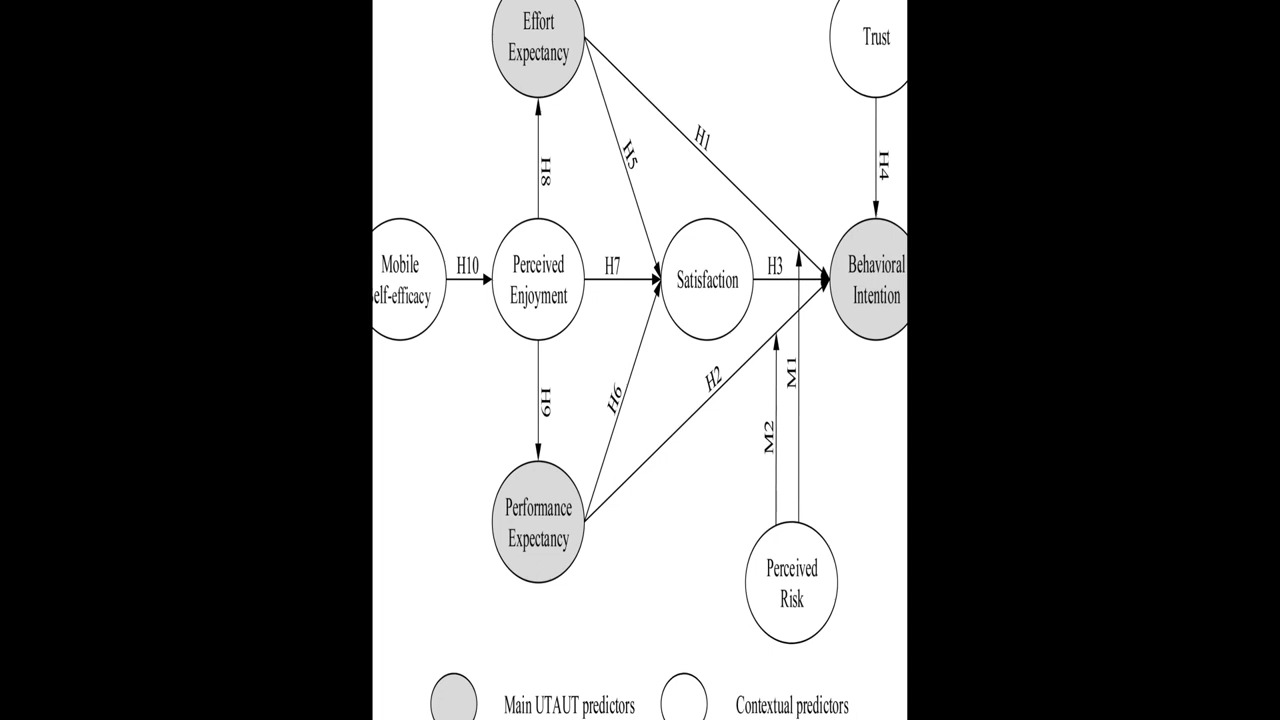 Effort
Expectancy
Trust
H1
H5
H8
H4
Mobile
elf-efficacy
H10
Perceived
Enjoyment
H7
Satisfaction
H3
Behavioral
Intention
H9
H6
H2
M1
M2
Performance
Expectancy
Perceived
Risk
Main UTAUT predictors
Contextual predictors